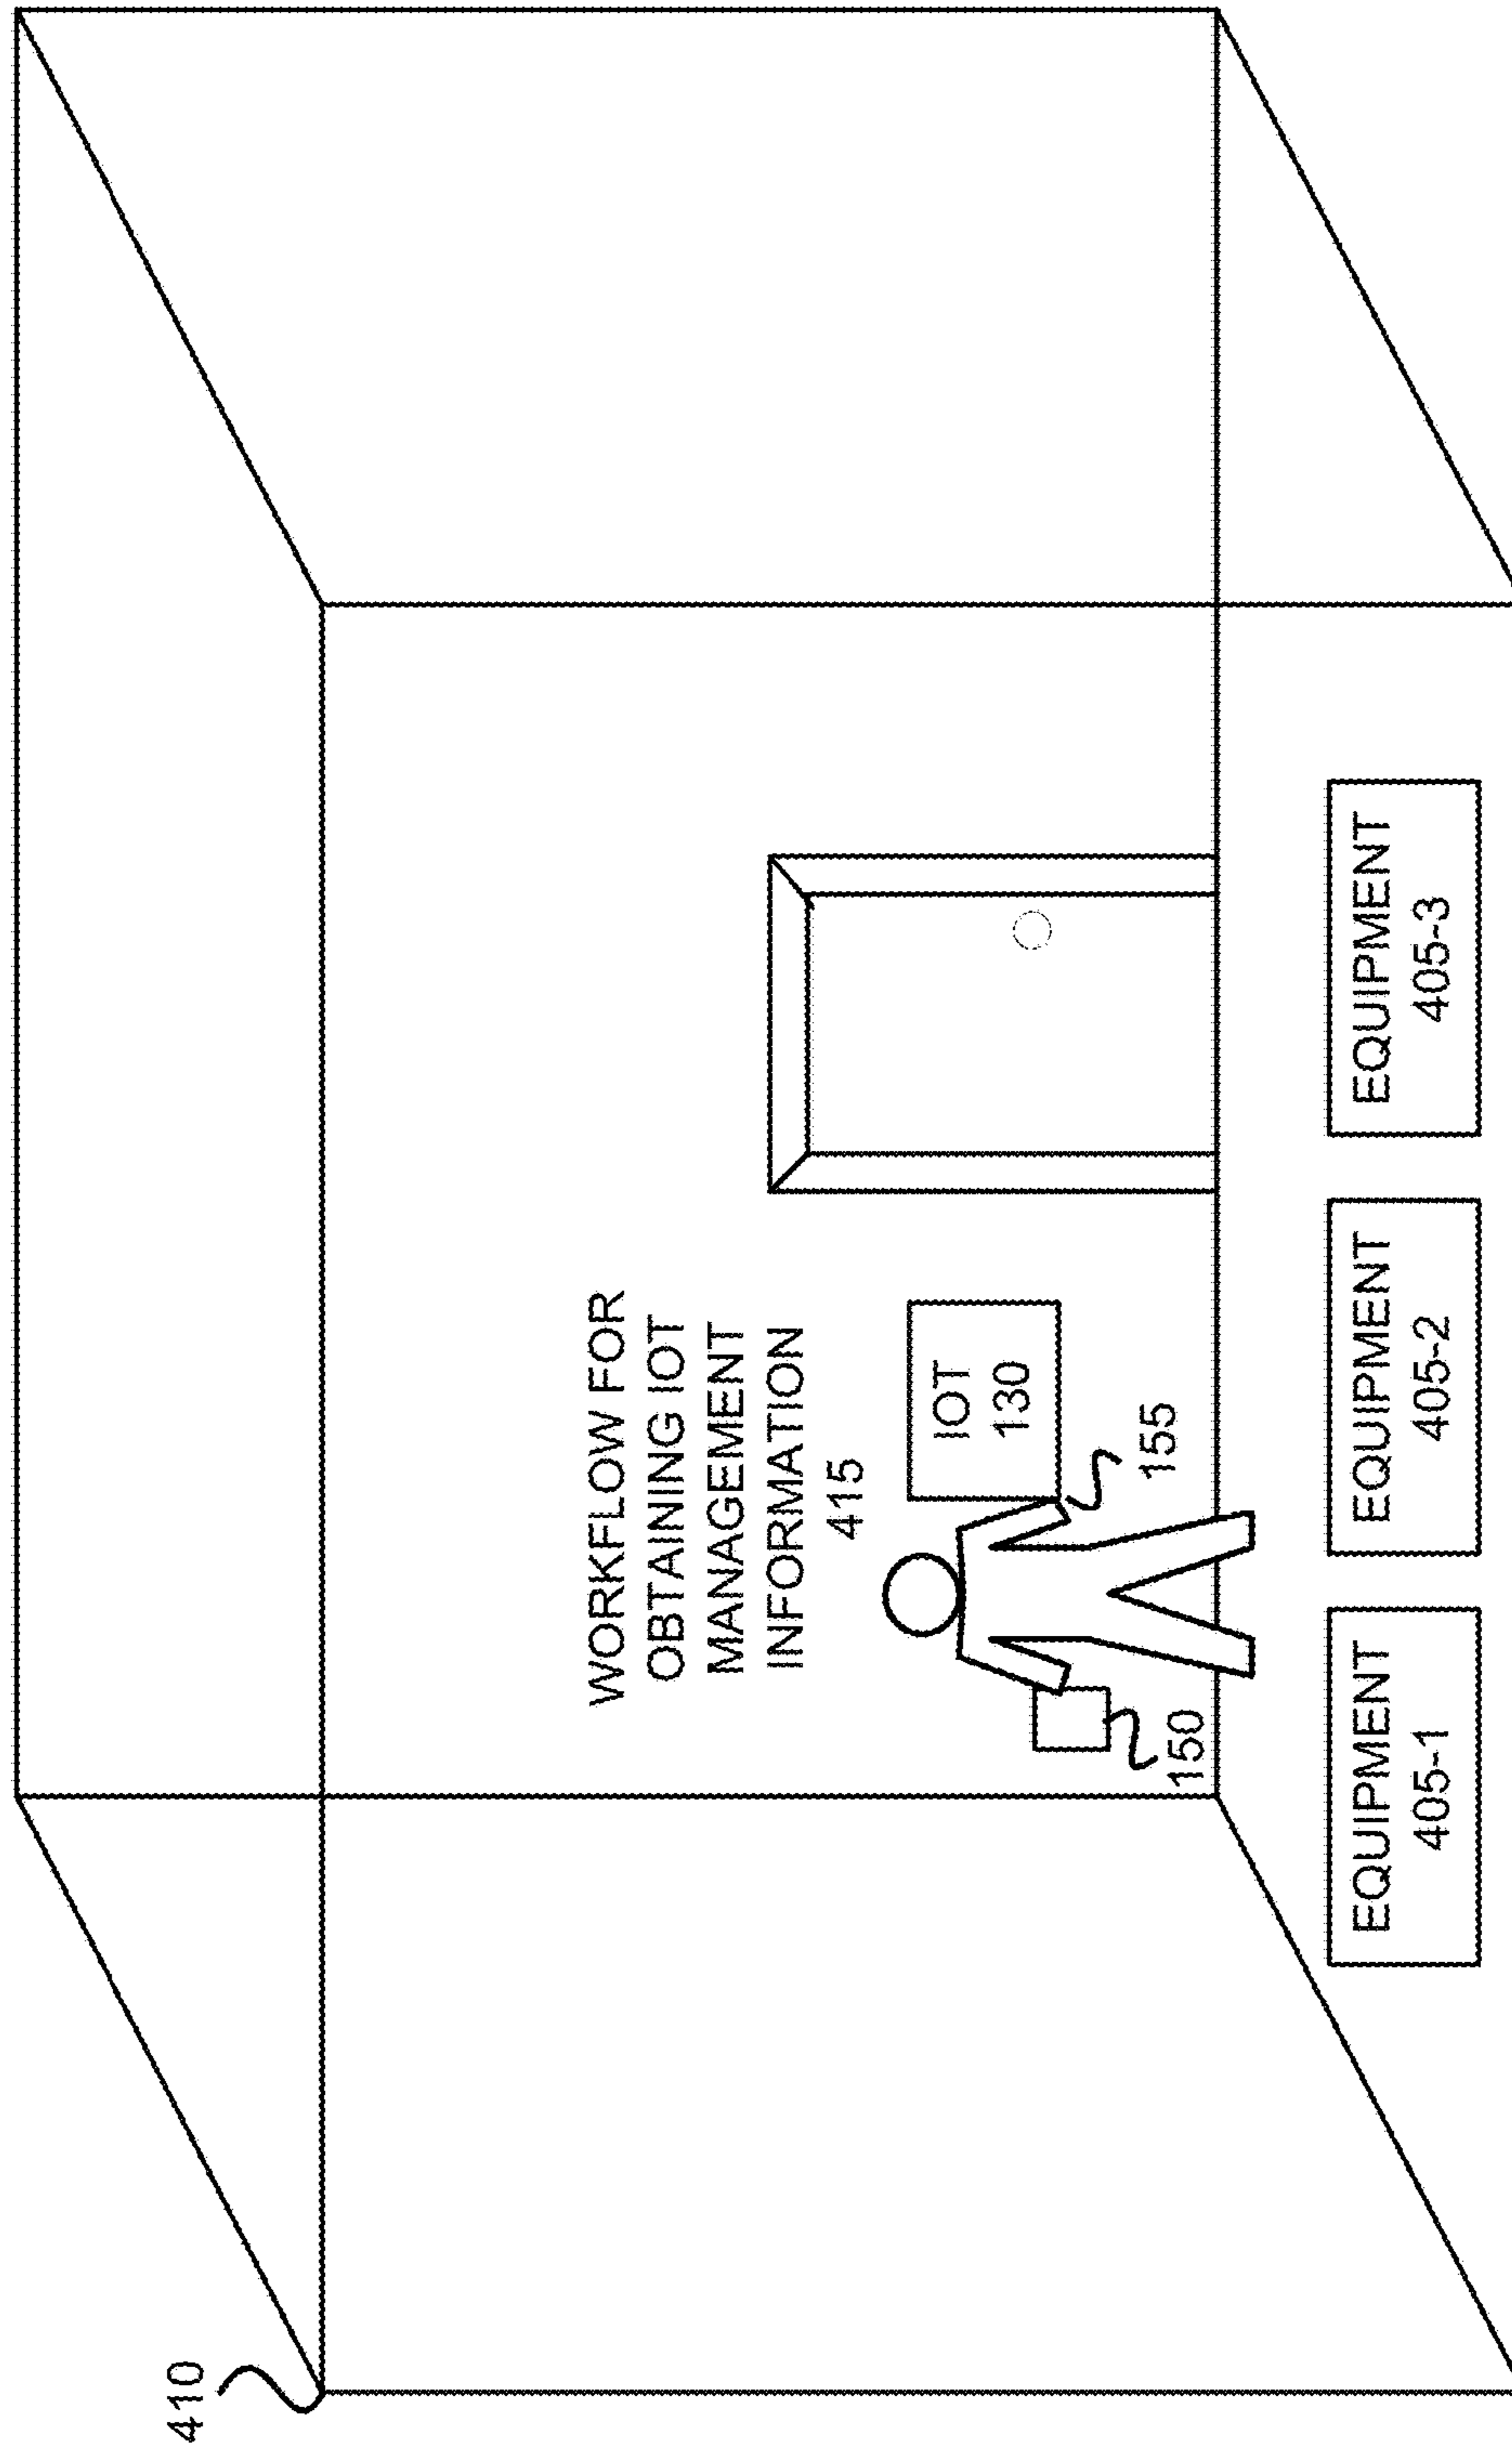 410
WORKFLOW FOR
OBTAINING IOT
MANAGEMENT
INFORMATION
415
IOT
130
155
150
EQUIPMENT
405-1
EQUIPMENT
405-2
EQUIPMENT
405-3